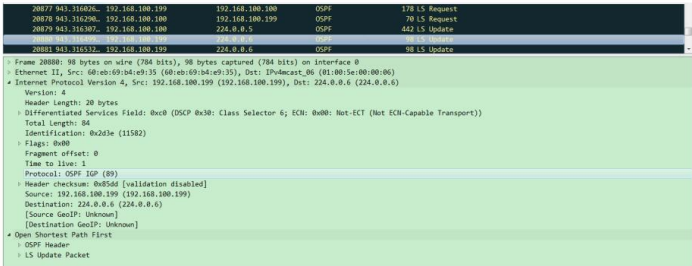 20877 943.316026… 192.168.100.199 192.168.100.100 OSPF 178 LS Request
20878 943.316290… 192.168.100.100 192.168.100.199 OSPF 70 LS Request
20879 943.316307… 192.168.100.199 224.0.0.5 OSPF 442 LS Update
20880 943.316499… 192.168.100.199 224.0.0.6 OSPF 98 LS Update
20881 943.316532… 192.168.100.199 224.0.0.6 OSPF 98 LS Update
Frame 20880: 98 bytes on wire (784 bits), 98 bytes captured (784 bits) on interface 0
Ethernet II, Src: 60:eb:69:b4:e9:35 (60:eb:69:b4:e9:35), Dst: IPv4mcast_06 (01:00:5e:00:00:06)
Internet Protocol Version 4, Src: 192.168.100.199 (192.168.100.199), Dst: 224.0.0.6 (224.0.0.6)
Version: 4
Header Length: 20 bytes
Differentiated Services Field: 0xc0 (DSCP 0x30: Class Selector 6; ECN: 0x00: Not-ECT (Not ECN-Capable Transport))
Total Length: 84
Identification: 0x2d3e (11582)
Flags: 0x00
Fragment offset: 0
Time to live: 1
Protocol: OSPF IGP (89)
Header checksum: 0x85dd [validation disabled]
Source: 192.168.100.199 (192.168.100.199)
Destination: 224.0.0.6 (224.0.0.6)
[Source GeoIP: Unknown]
[Destination GeoIP: Unknown]
Open Shortest Path First
OSPF Header
LS Update Packet